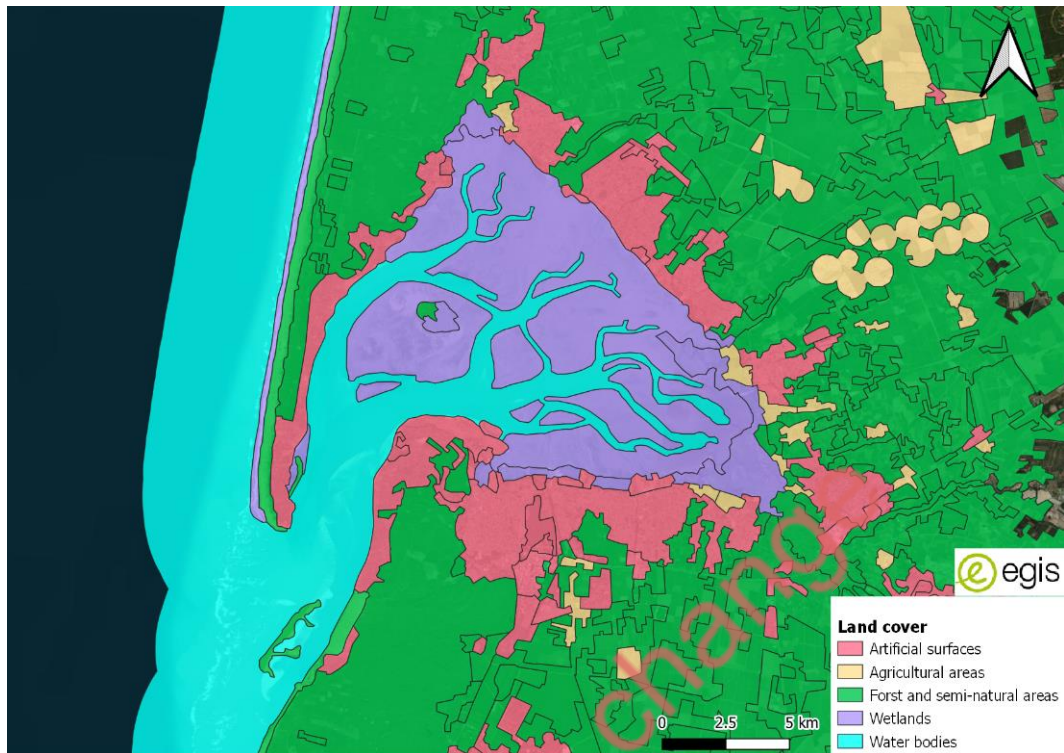 change
egis
Land cover
Artificial surfaces
Agricultural areas
Forst and semi-natural areas
Wetlands
Water bodies
0 2.5 5 km